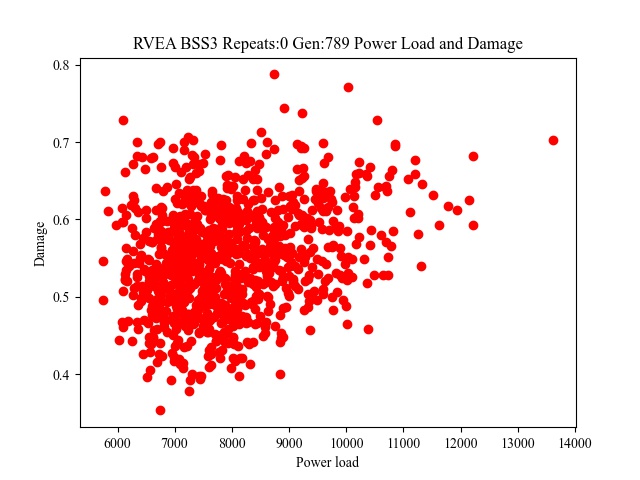 RVEA BSS3 Repeats:0 Gen:789 Power Load and Damage
0.8
0.7
0.6
0.5
0.4
Damage
6000 7000 8000 9000 10000 11000 12000 13000 14000
Power load